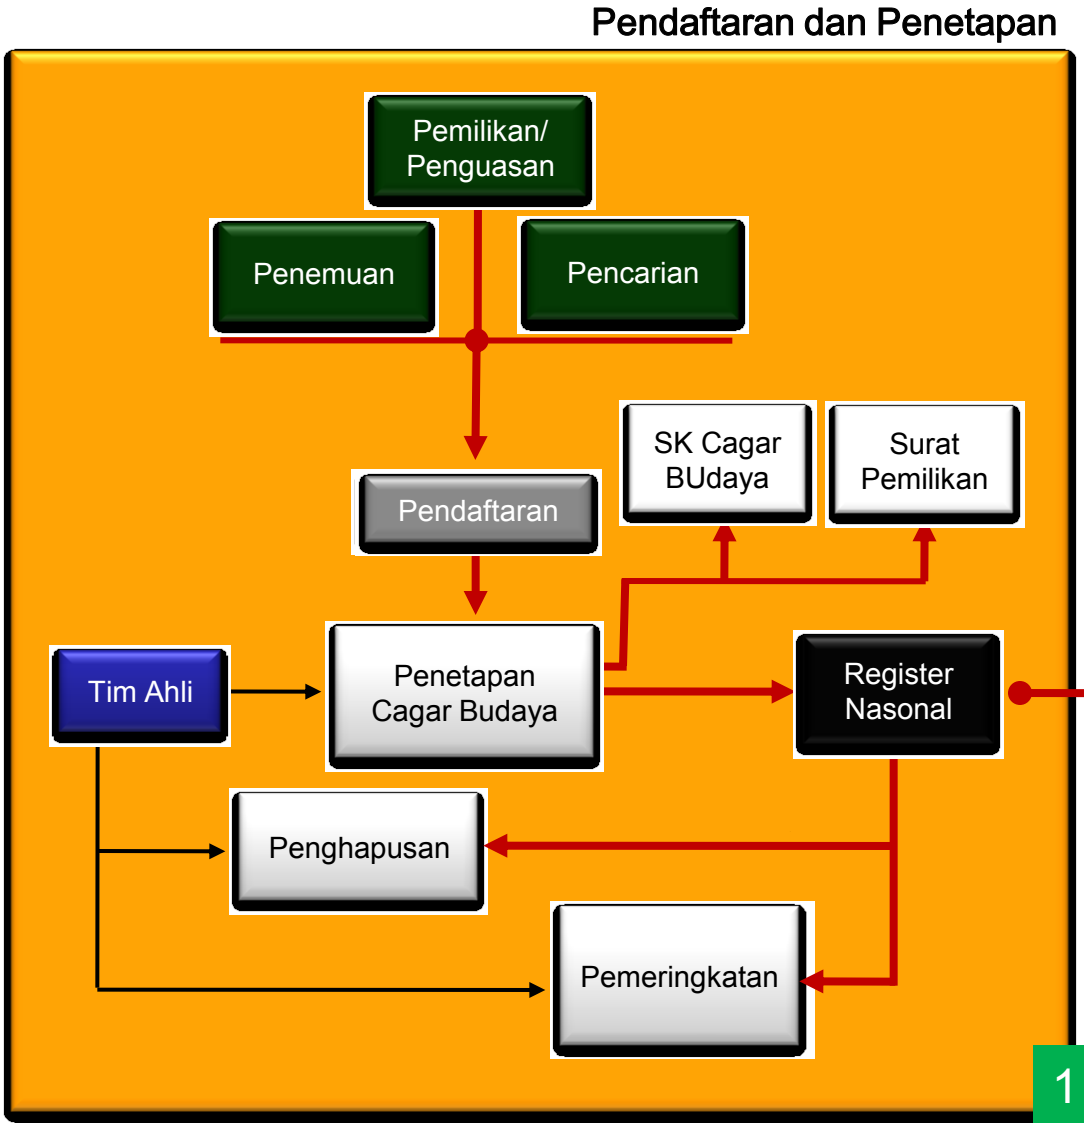 Pendaftaran dan Penetapan
Pemilikan/
Penguasan
Penemuan
Pencarian
SK Cagar
BUdaya
Surat
Pemilikan
Pendaftaran
Tim Ahli
Penetapan
Cagar Budaya
Register
Nasonal
Penghapusan
Pemeringkatan
1